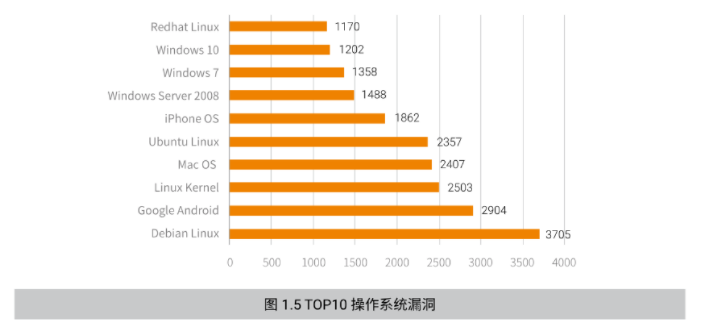 Redhat Linux 1170
Windows 10 1202
Windows 7 1358
Windows Server 2008 1488
iPhone OS 1862
Ubuntu Linux 2357
Mac OS 2407
Linux Kernel 2503
Google Android 2904
Debian Linux 3705
0 500 1000 1500 2000 2500 3000 3500 4000
图 1.5 TOP10 操作系统漏洞